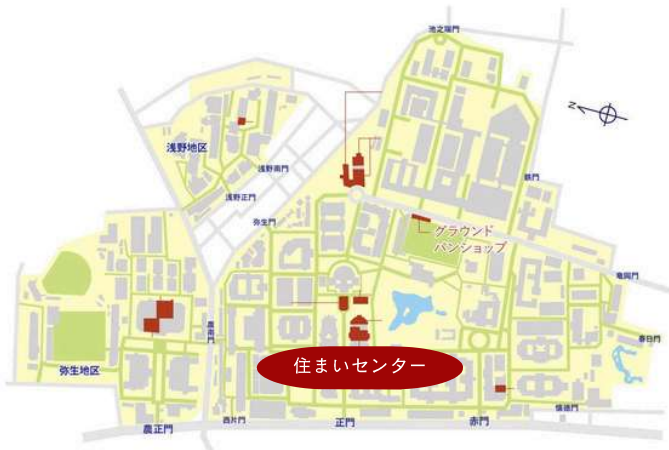 池之端門
N
浅野地区
浅野南門
鉄門
浅野正門
弥生門
グラウンド
パンショップ
竜岡門
農南門
春日門
住まいセンター
弥生地区
懐徳門
西片門
農正門
正門
赤門